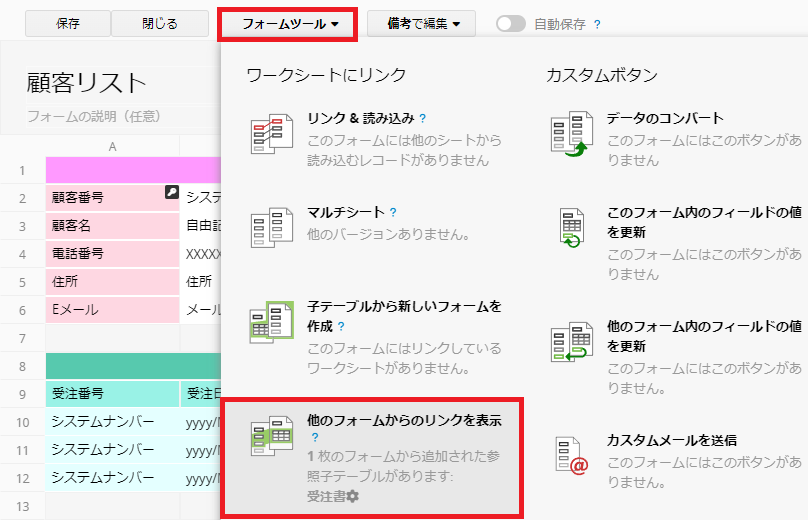 保存
閉じる
フォームツール
備考で編集
自動保存 ?
顧客リスト
フォームの説明（任意）
A
1
2 顧客番号 システ
3 顧客名 自由記
4 電話番号 XXXXX
5 住所 住所
6 Eメール メール
7
8
9 受注番号 受注日
10 システムナンバー yyyy/M
11 システムナンバー yyyy/M
12 システムナンバー yyyy/M
13
ワークシートにリンク
リンク & 読み込み ?
このフォームには他のシートから
読み込むレコードがありません
マルチシート ?
他のバージョンありません。
子テーブルから新しいフォームを
作成 ?
このフォームにはリンクしている
ワークシートがありません。
他のフォームからのリンクを表示
?
1 枚のフォームから追加された参
照子テーブルがあります:
受注書
カスタムボタン
データのコンバート
このフォームにはこのボタンがあ
りません
このフォーム内のフィールドの値
を更新
このフォームにはこのボタンがあ
りません
他のフォーム内のフィールドの値
を更新
このフォームにはこのボタンがあ
りません。
カスタムメールを送信
このフォームにはこのボタンがあ
りません。